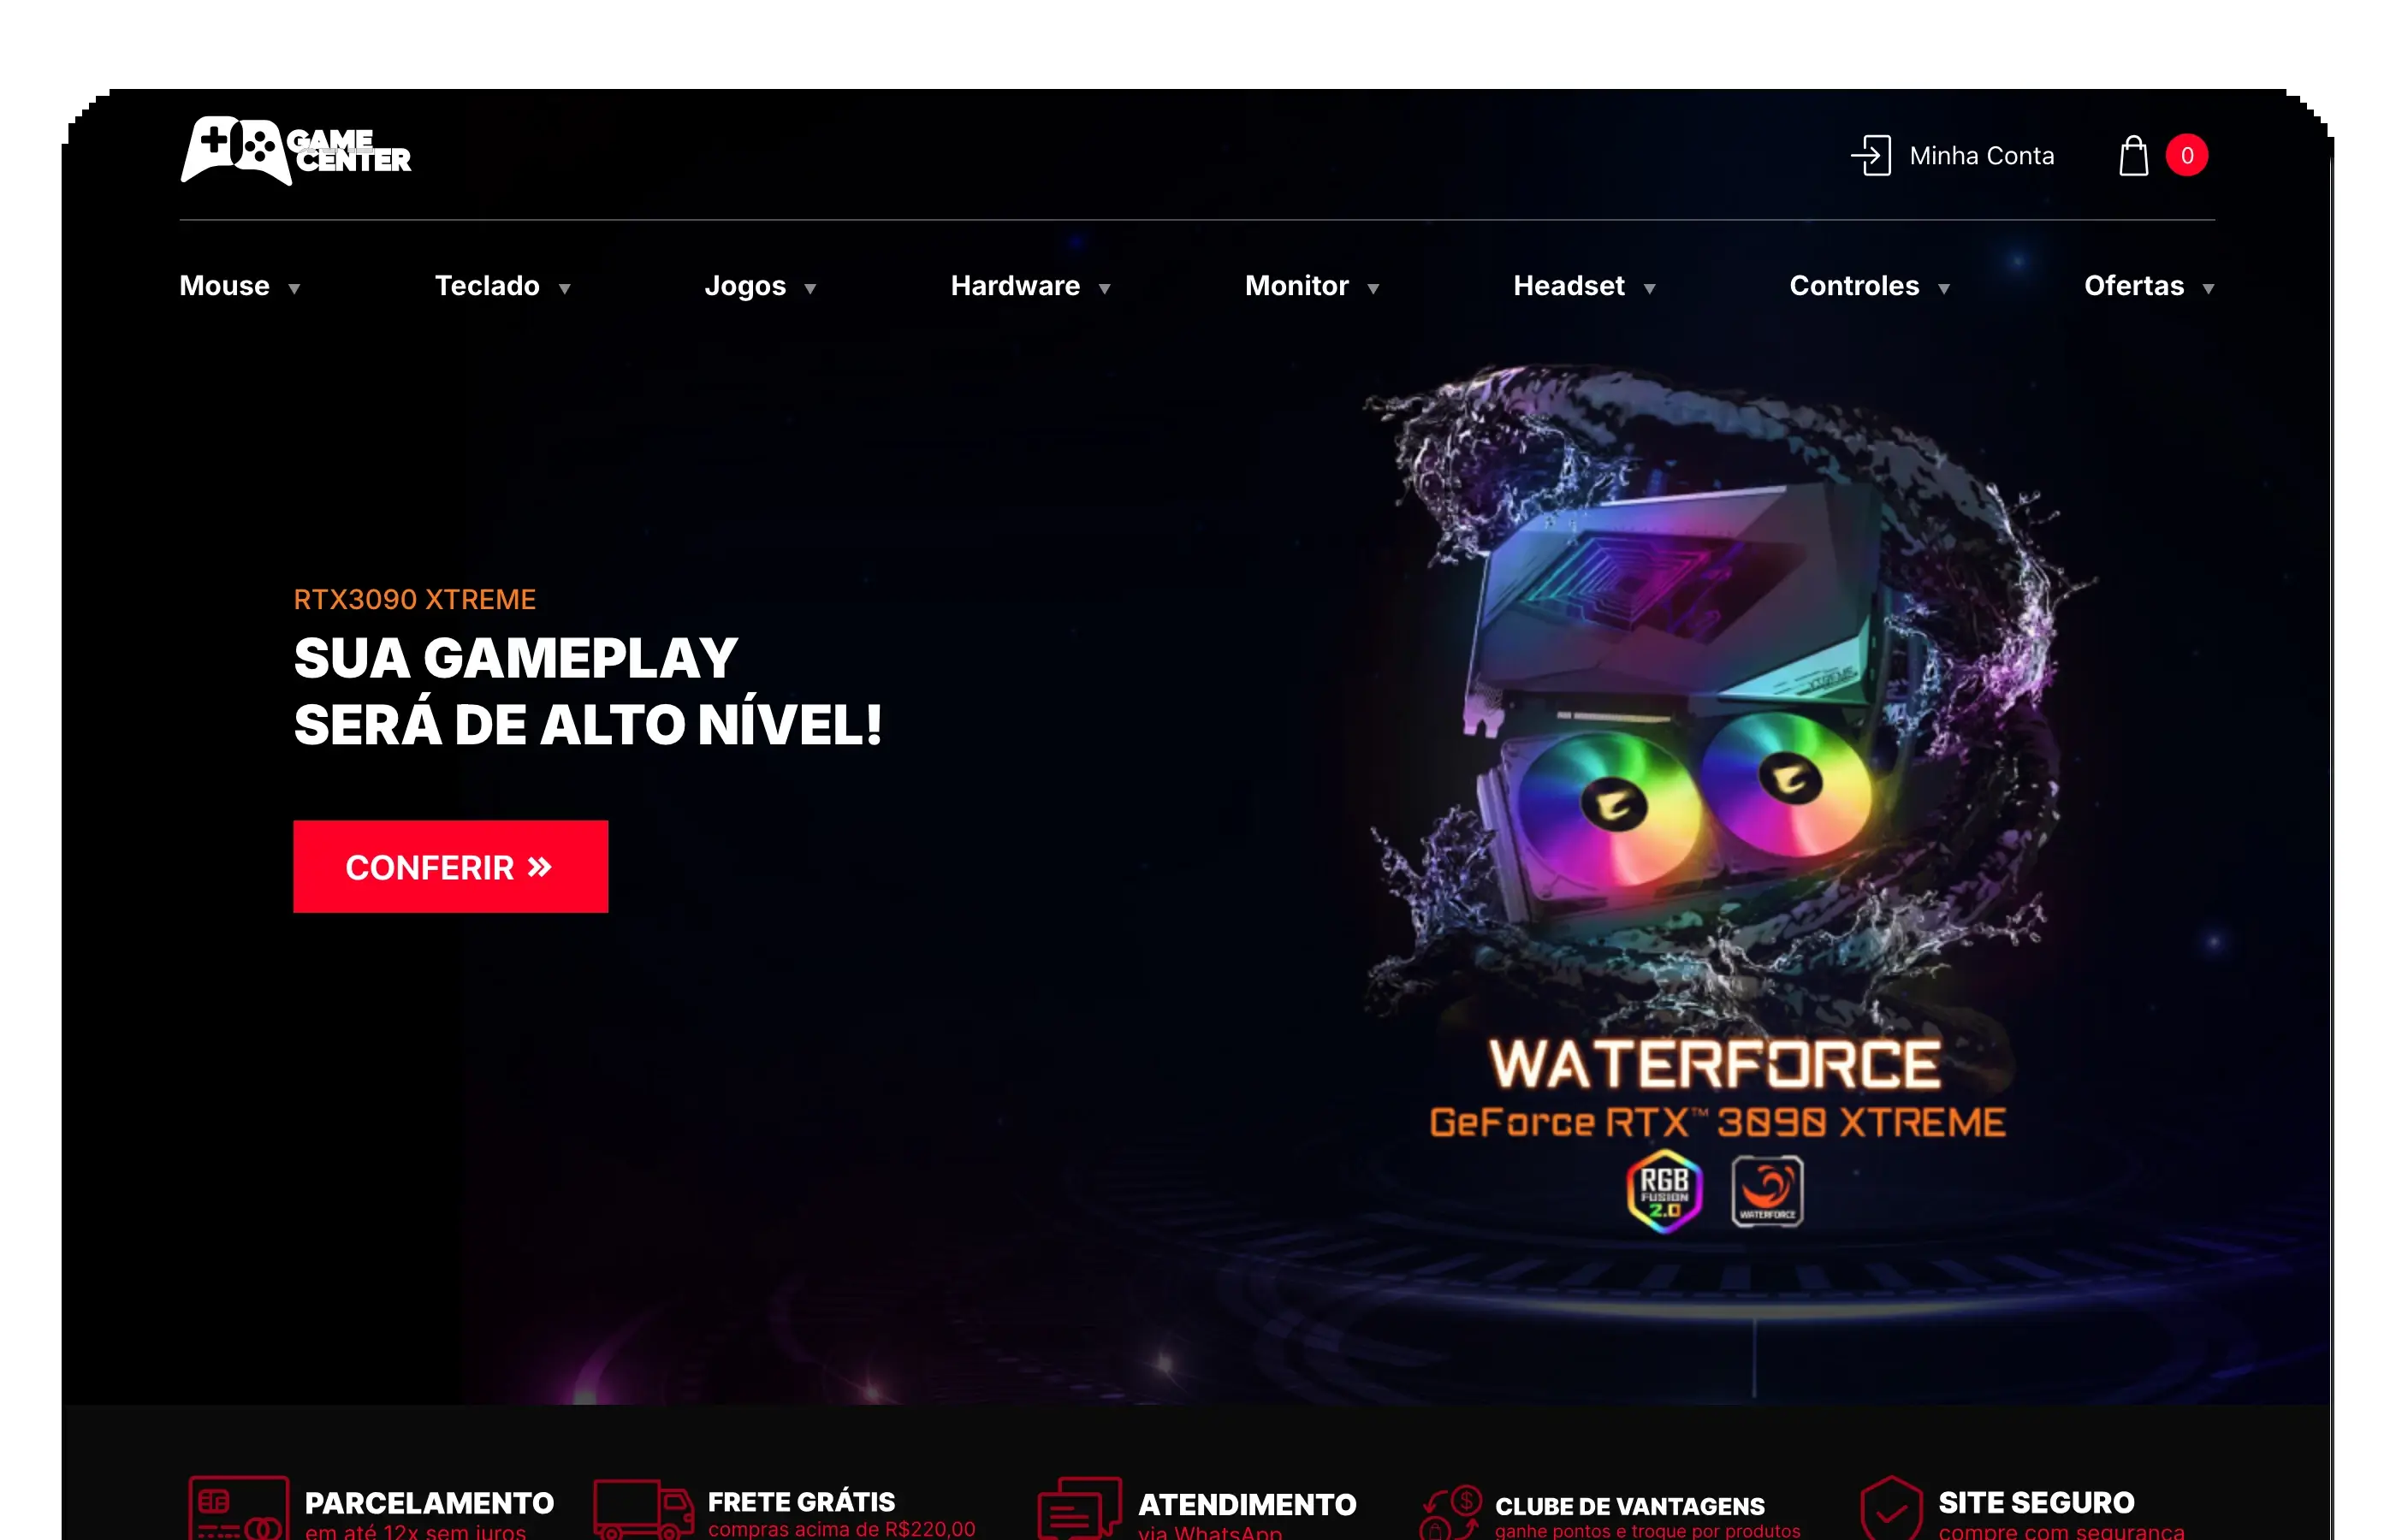 GAME
CENTER
Minha Conta
0
Mouse
Teclado
Jogos
Hardware
Monitor
Headset
Controles
Ofertas
RTX3090 XTREME
SUA GAMEPLAY
SERÁ DE ALTO NÍVEL!
CONFERIR »
XTREME
WATERFORCE
GeForce RTX™ 3090 XTREME
RGB
FUSION
2.0
WATERFORCE
PARCELAMENTO
em até 12x sem juros
FRETE GRÁTIS
compras acima de R$220,00
ATENDIMENTO
via WhatsApp
CLUBE DE VANTAGENS
ganhe pontos e troque por produtos
SITE SEGURO
compre com segurança